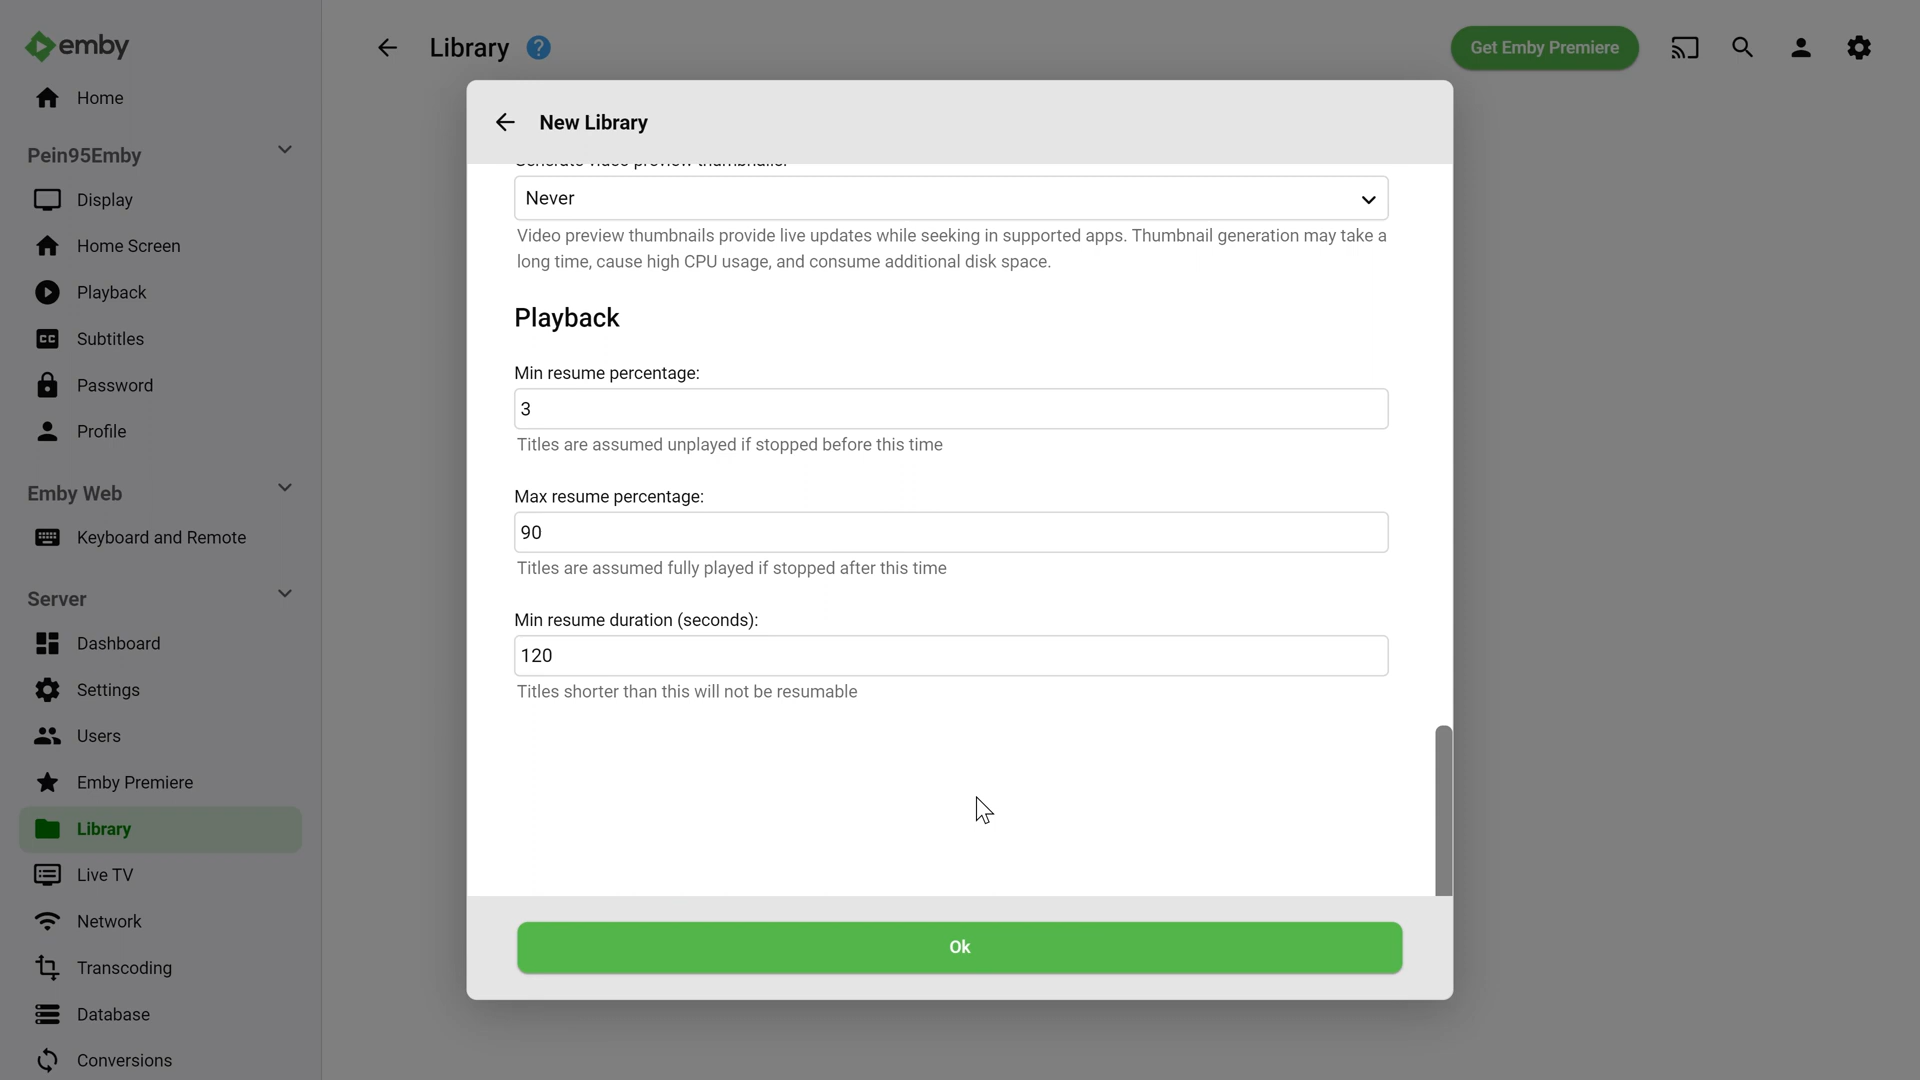 emby
Library
?
Get Emby Premiere
Home
Pein95Emby
Display
Home Screen
Playback
CC
Subtitles
Password
Profile
Emby Web
Keyboard and Remote
Server
Dashboard
Settings
Users
Emby Premiere
Library
Live TV
Network
Transcoding
Database
Conversions
New Library
Generate video preview thumbnails:
Never
Video preview thumbnails provide live updates while seeking in supported apps. Thumbnail generation may take a
long time, cause high CPU usage, and consume additional disk space.
Playback
Min resume percentage:
3
Titles are assumed unplayed if stopped before this time
Max resume percentage:
90
Titles are assumed fully played if stopped after this time
Min resume duration (seconds):
120
Titles shorter than this will not be resumable
Ok